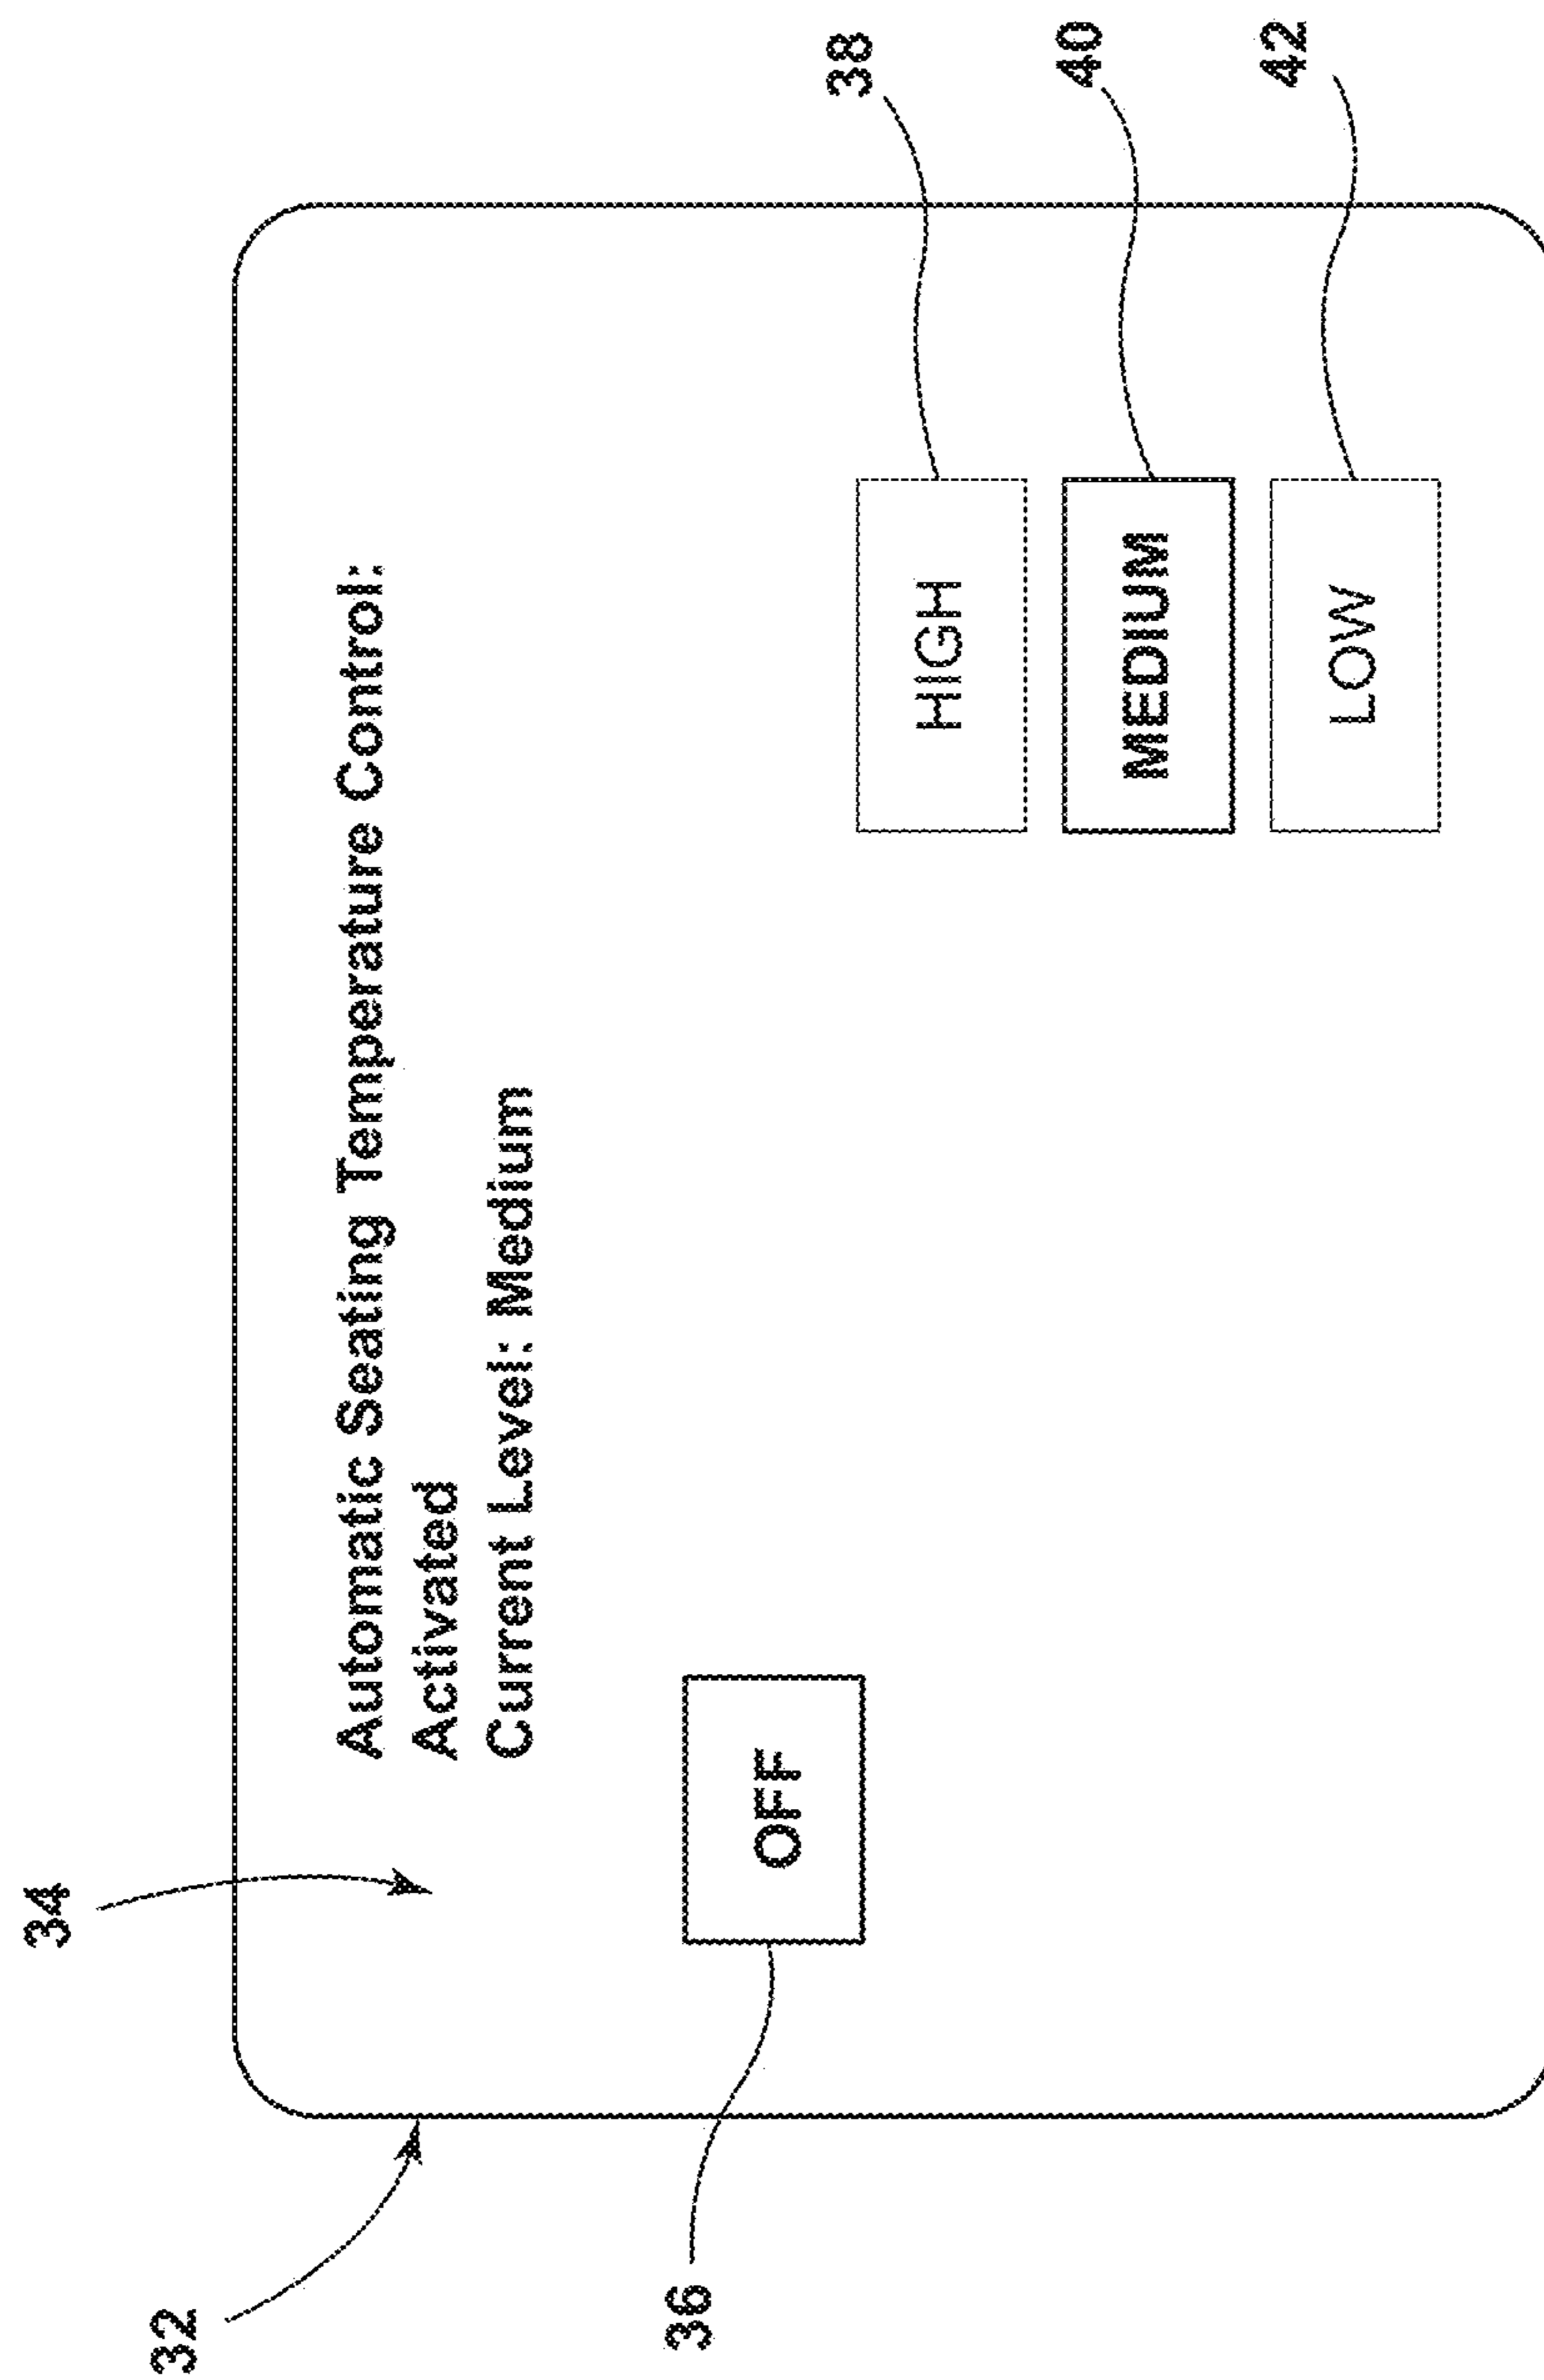 34
32
Automatic Seating Temperature Control:
Activated
Current Level: Medium
36
OFF
HIGH
38
MEDIUM
40
LOW
42